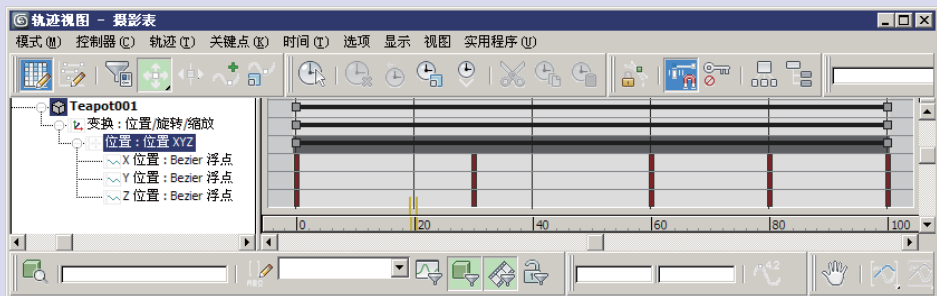 轨迹视图 - 摄影表
模式(M) 控制器(C) 轨迹(T) 关键点(K) 时间(T) 选项 显示 视图 实用程序(U)
Teapot001
变换：位置/旋转/缩放
位置：位置 XYZ
X 位置：Bezier 浮点
Y 位置：Bezier 浮点
Z 位置：Bezier 浮点
0 20 40 60 80 100
ABC
4.2